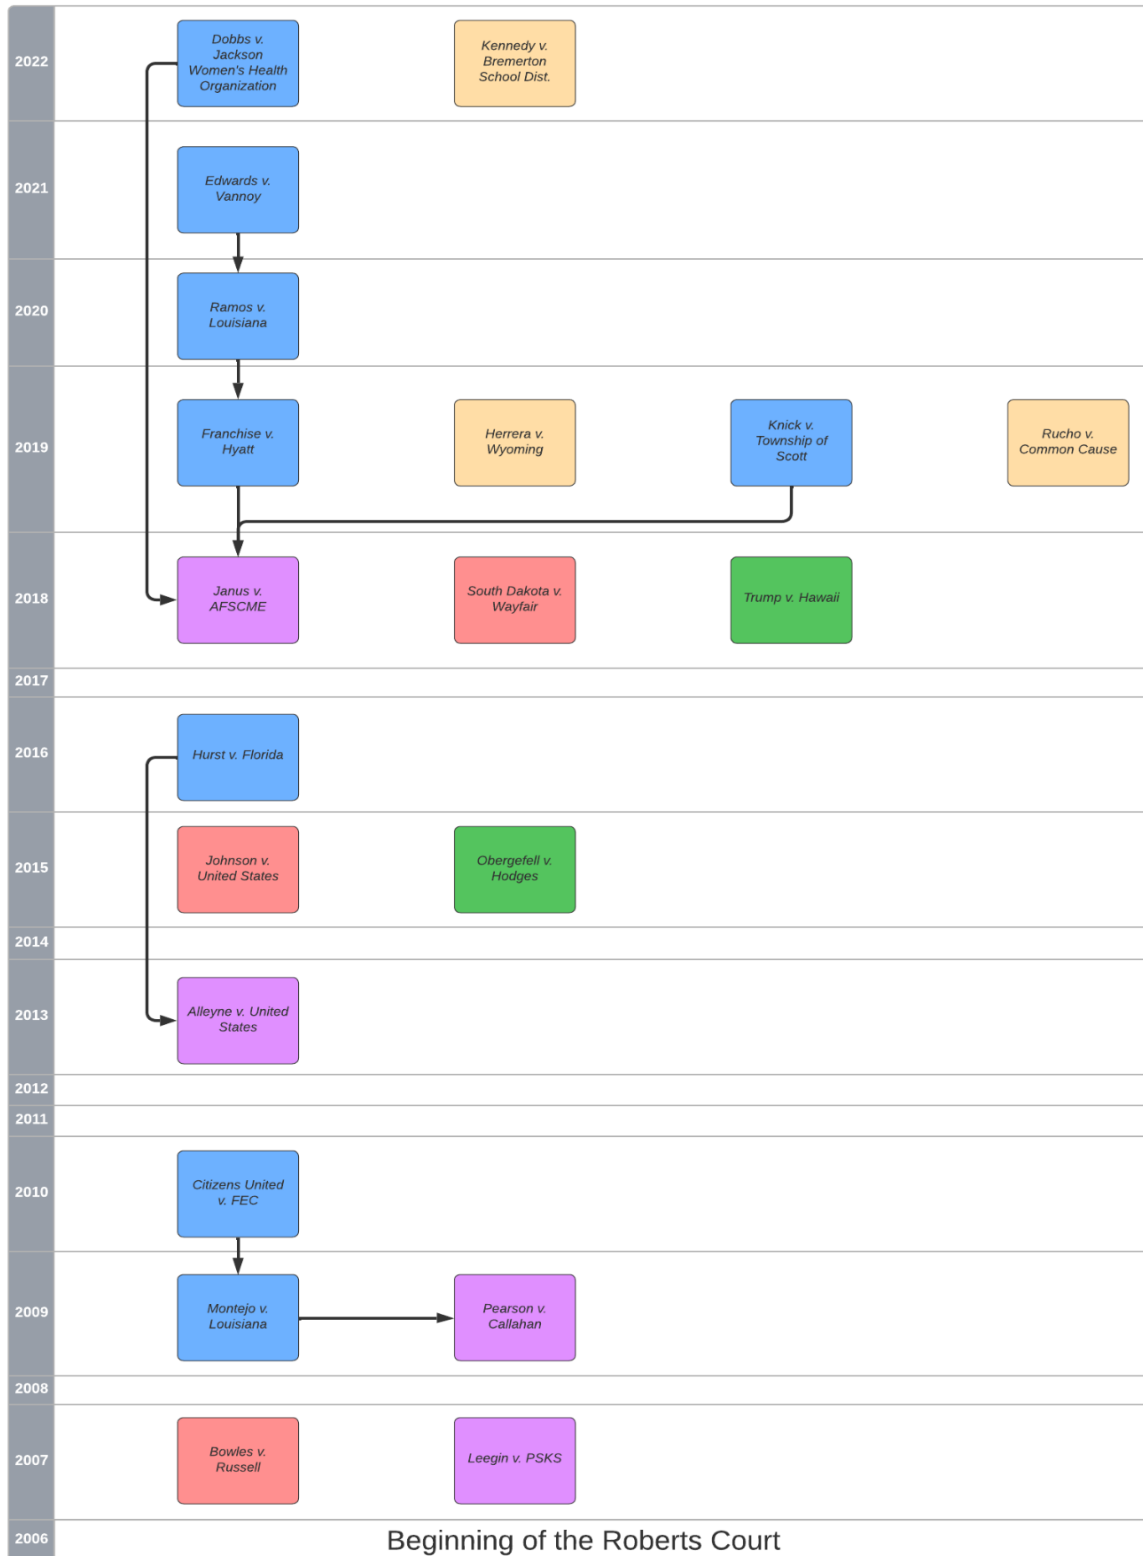 2022
Dobbs v.
Jackson
Women's Health
Organization
Kennedy v.
Bremerton
School Dist.
2021
Edwards v.
Vannoy
2020
Ramos v.
Louisiana
2019
Franchise v.
Hyatt
Herrera v.
Wyoming
Knick v.
Township of
Scott
Rucho v.
Common Cause
2018
Janus v.
AFSCME
South Dakota v.
Wayfair
Trump v. Hawaii
2017
2016
Hurst v. Florida
2015
Johnson v.
United States
Obergefell v.
Hodges
2014
2013
Alleyne v. United
States
2012
2011
2010
Citizens United
v. FEC
2009
Montejo v.
Louisiana
Pearson v.
Callahan
2008
2007
Bowles v.
Russell
Leegin v. PSKS
2006
Beginning of the Roberts Court